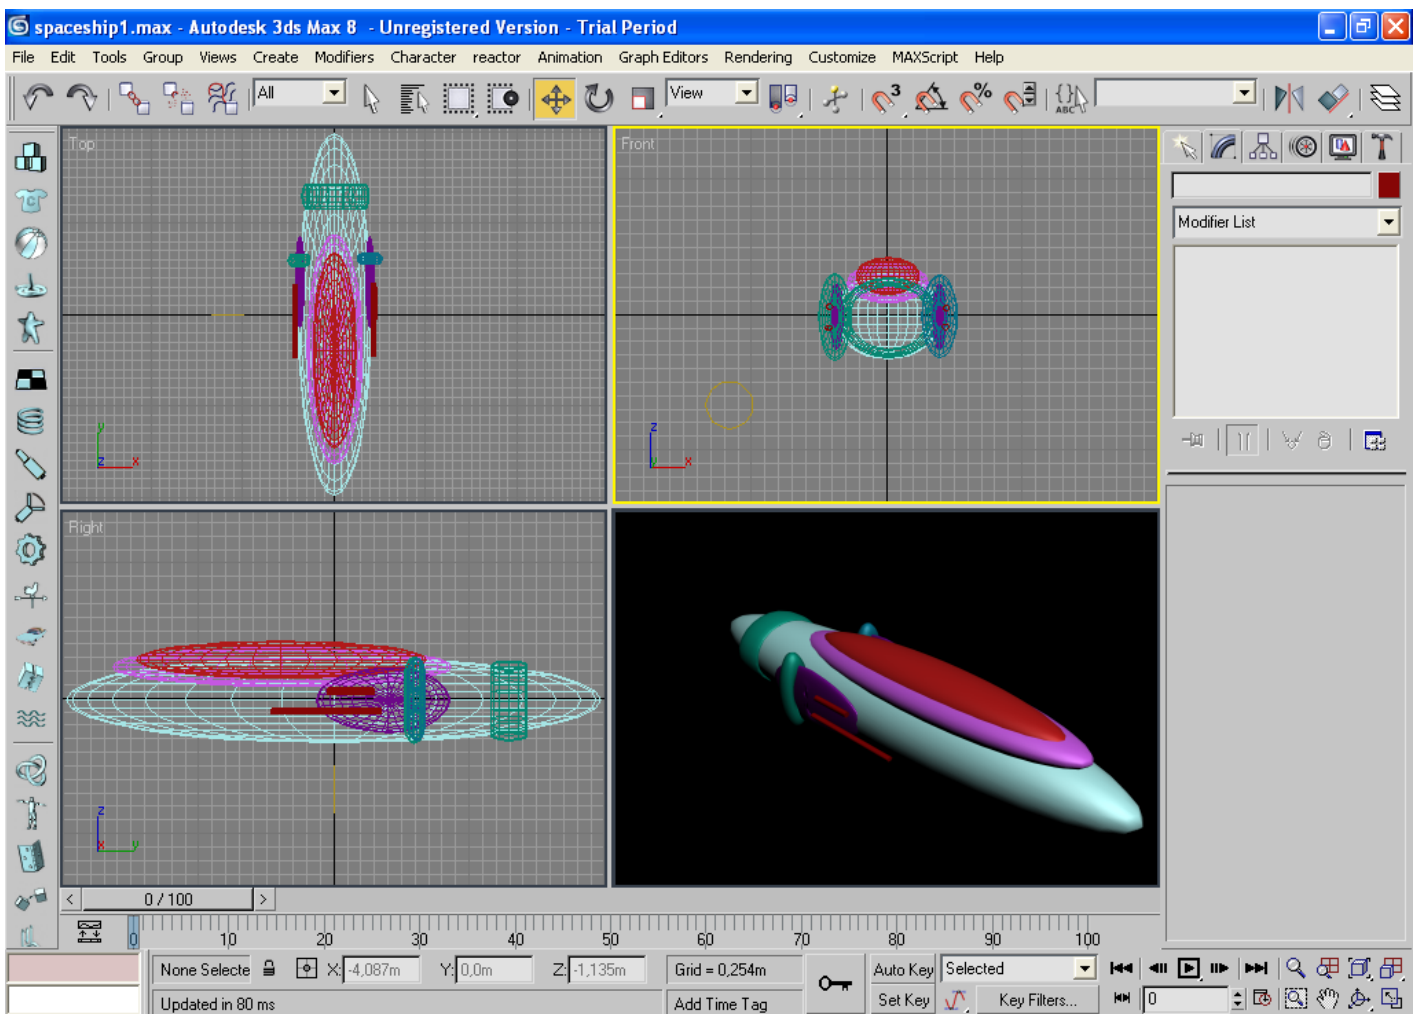 spaceship1.max - Autodesk 3ds Max 8 - Unregistered Version - Trial Period
File Edit Tools Group Views Create Modifiers Character reactor Animation Graph Editors Rendering Customize MAXScript Help
All View 3 % ABC
Top Front
Modifier List
y z x z y x
Right
z x y
0 / 100
0 10 20 30 40 50 60 70 80 90 100
None Selecte X: -4,087m Y: 0,0m Z: -1,135m Grid = 0,254m Auto Key Selected
Updated in 80 ms Add Time Tag Set Key Key Filters... 0